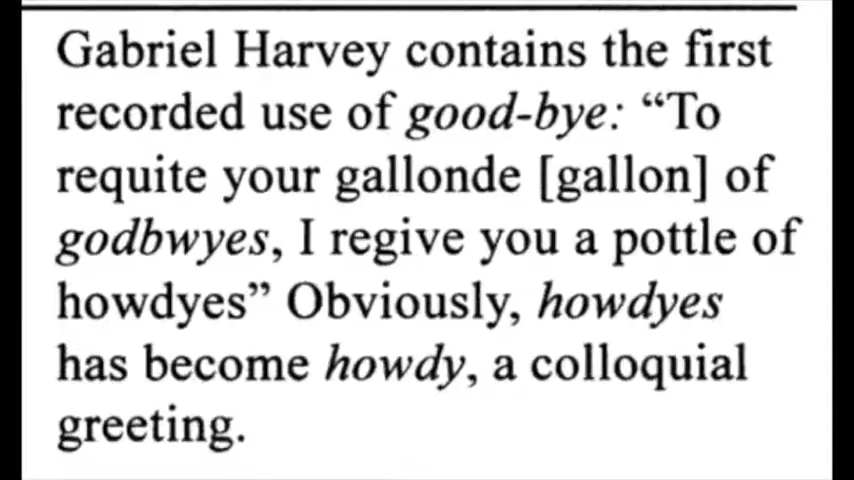 Gabriel Harvey contains the first
recorded use of good-bye: “To
requite your gallonde [gallon] of
godbwyes, I regive you a pottle of
howdyes” Obviously, howdyes
has become howdy, a colloquial
greeting.